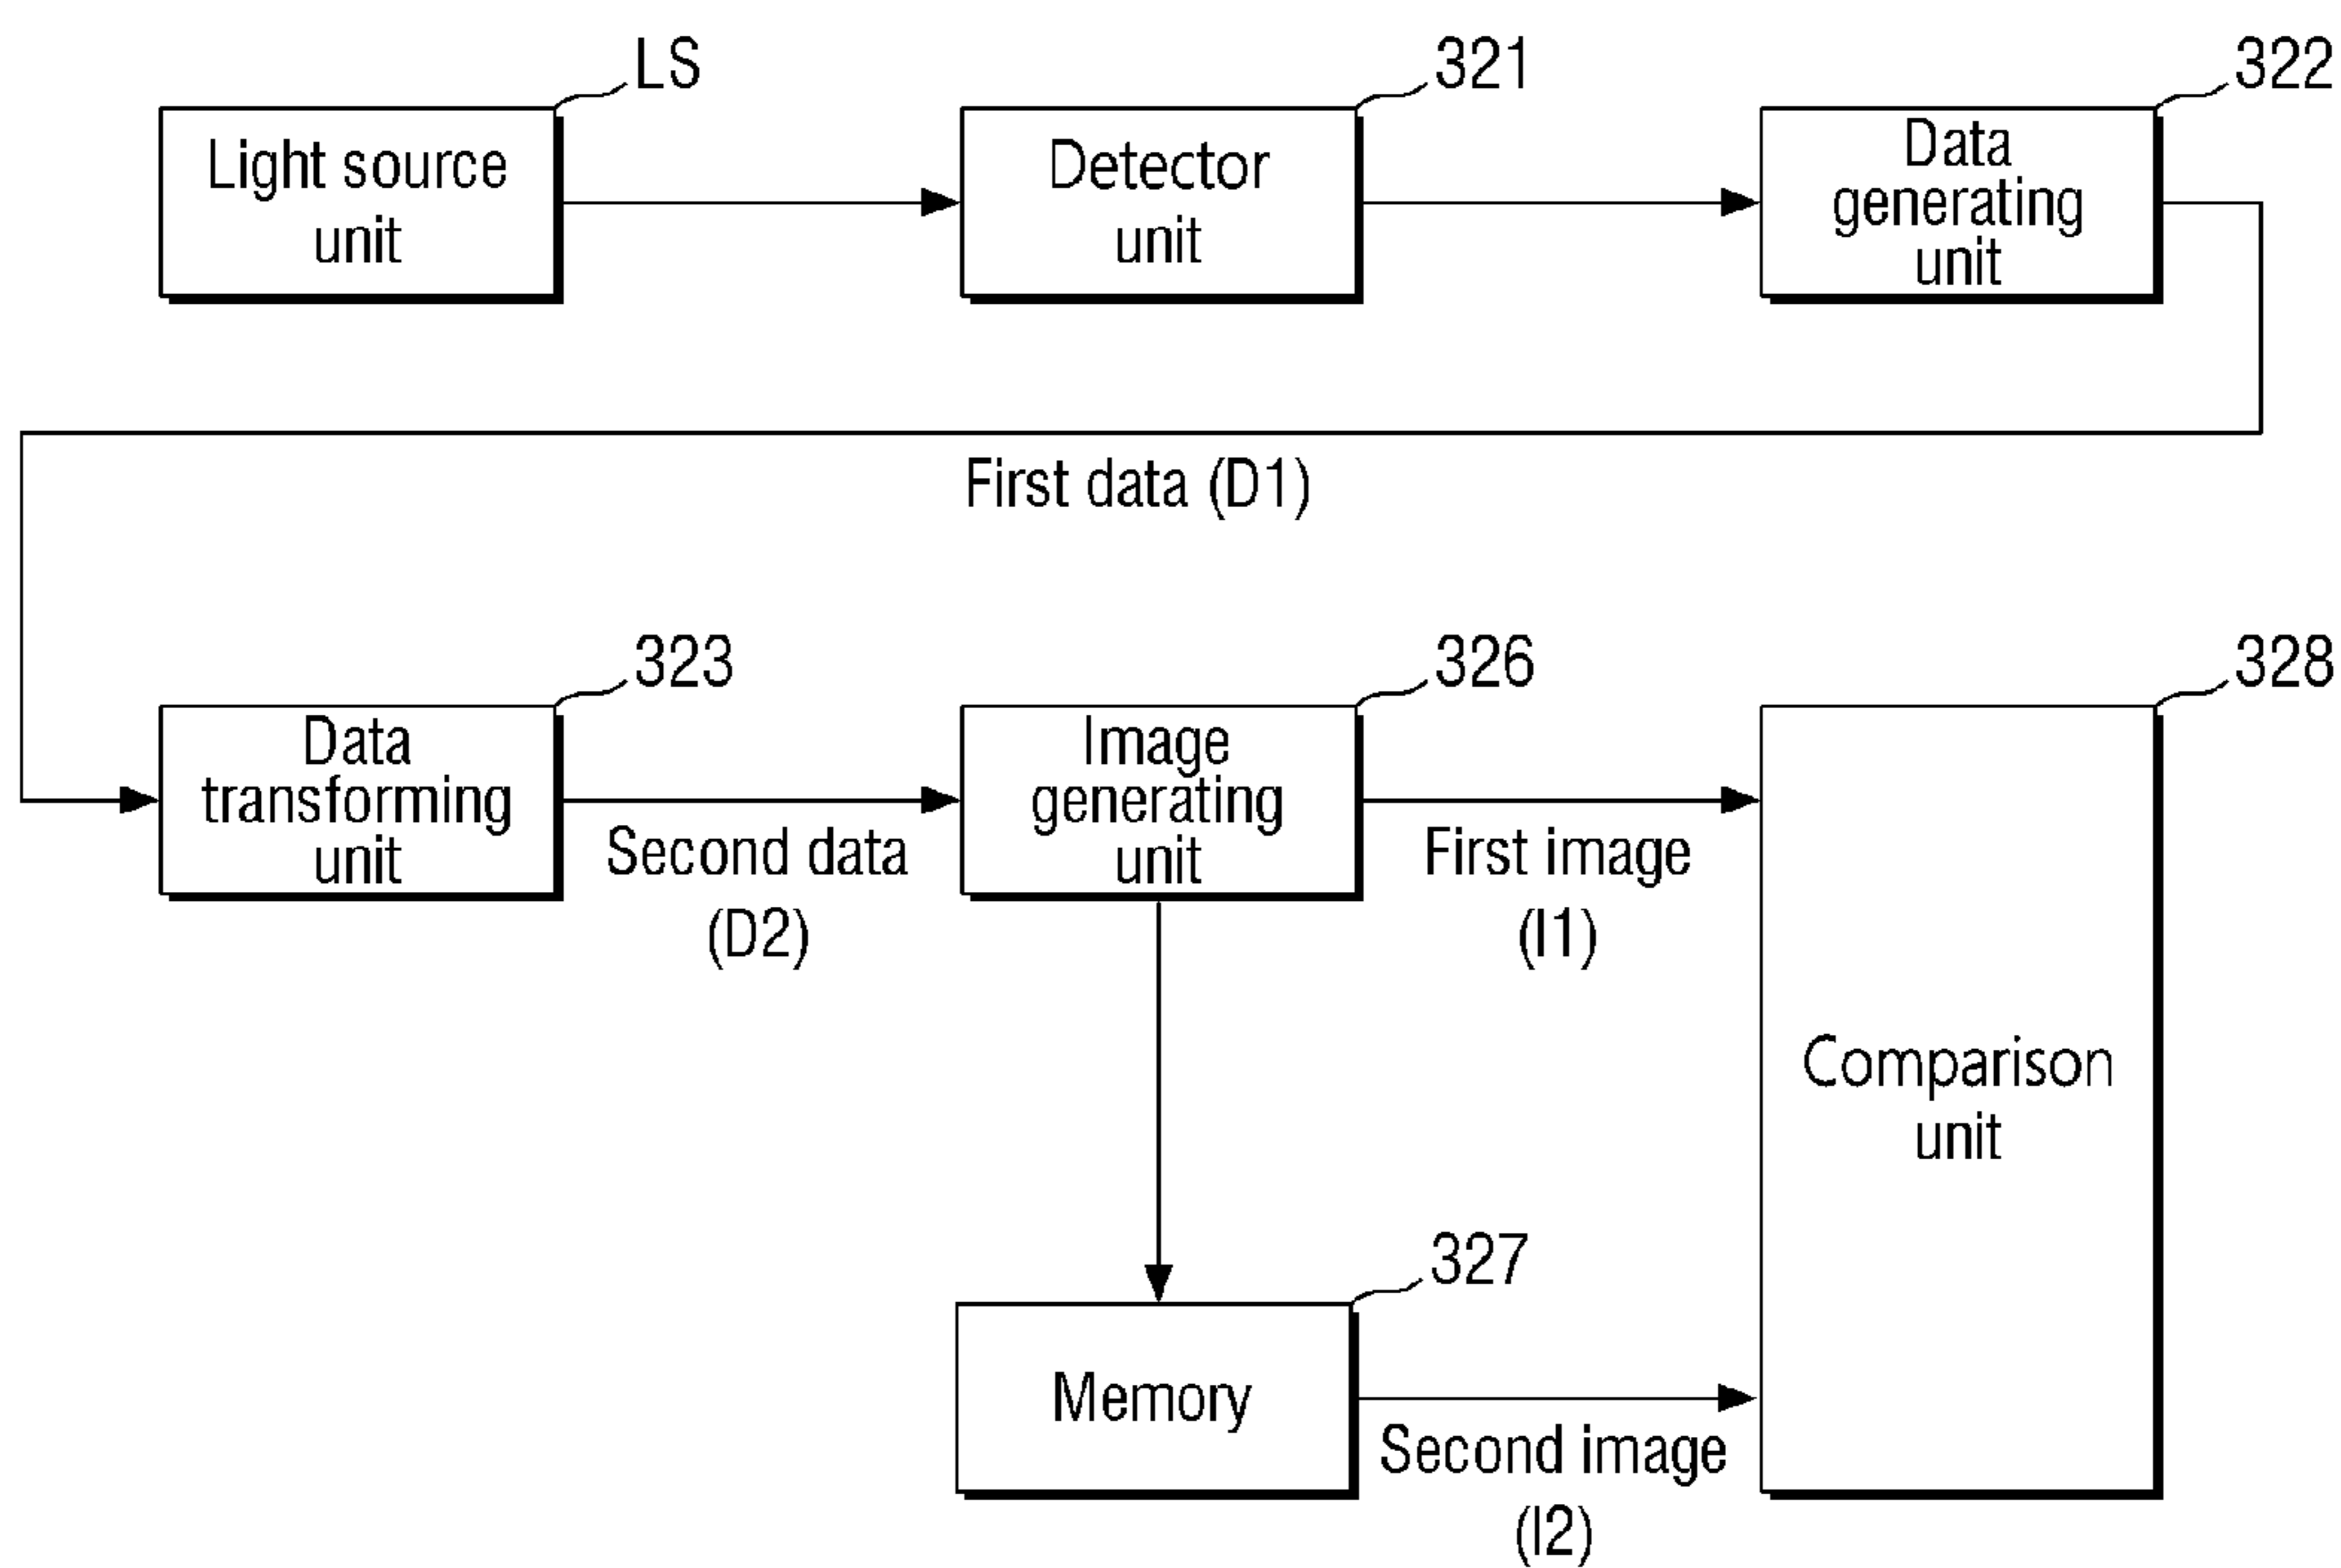 LS
321
322
Light source
unit
Detector
unit
Data
generating
unit
First data (D1)
323
326
328
Data
transforming
unit
Second data
(D2)
Image
generating
unit
First image
(I1)
Comparison
unit
327
Memory
Second image
(I2)